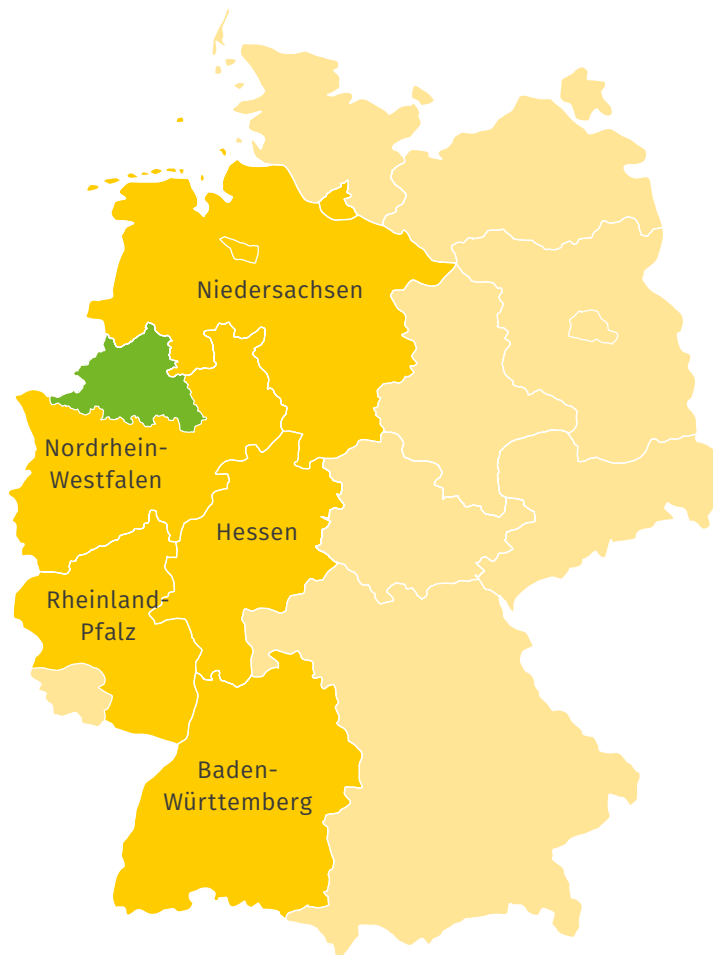 Niedersachsen
Nordrhein-
Westfalen
Hessen
Rheinland-
Pfalz
Baden-
Württemberg